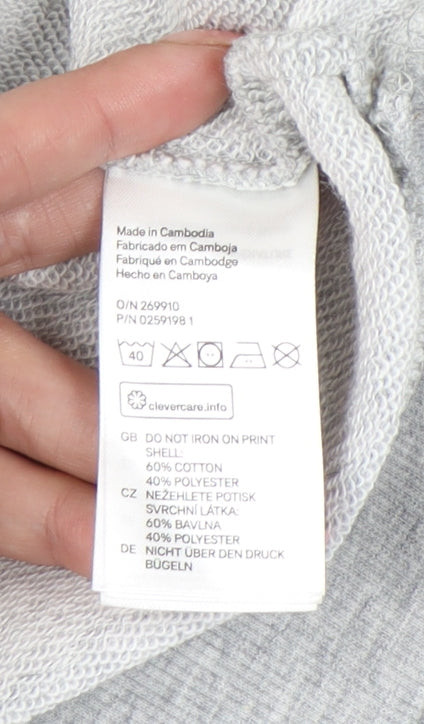 Made in Cambodia
Fabricado em Camboja
Fabriqué en Cambodge
Hecho en Camboya
O/N 269910
P/N 0259198 1
40
clevercare.info
GB DO NOT IRON ON PRINT
SHELL:
60% COTTON
40% POLYESTER
CZ NEŽEHLETE POTISK
SVRCHNÍ LÁTKA:
60% BAVLNA
40% POLYESTER
DE NICHT ÜBER DEN DRUCK
BÜGELN